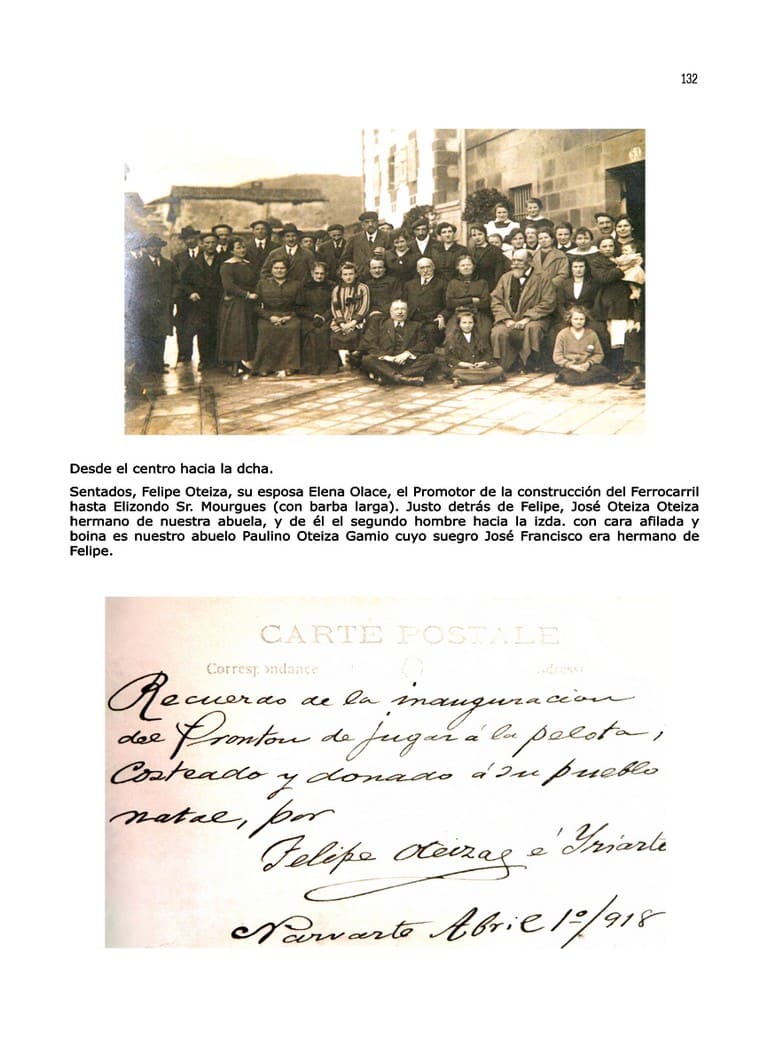 132
Desde el centro hacia la dcha.
Sentados, Felipe Oteiza, su esposa Elena Olace, el Promotor de la construcción del Ferrocarril
hasta Elizondo Sr. Mourgues (con barba larga). Justo detrás de Felipe, José Oteiza Oteiza
hermano de nuestra abuela, y de él el segundo hombre hacia la izda. con cara afilada y
boina es nuestro abuelo Paulino Oteiza Gamio cuyo suegro José Francisco era hermano de
Felipe.
CARTE POSTALE
Correspondance
Recuerdo de la inauguracion
del Fronton de jugar á la pelota,
Costeado y donado á su pueblo
natal, por
Felipe Oteiza é Yriarte
Narvarte Abril 1º/918